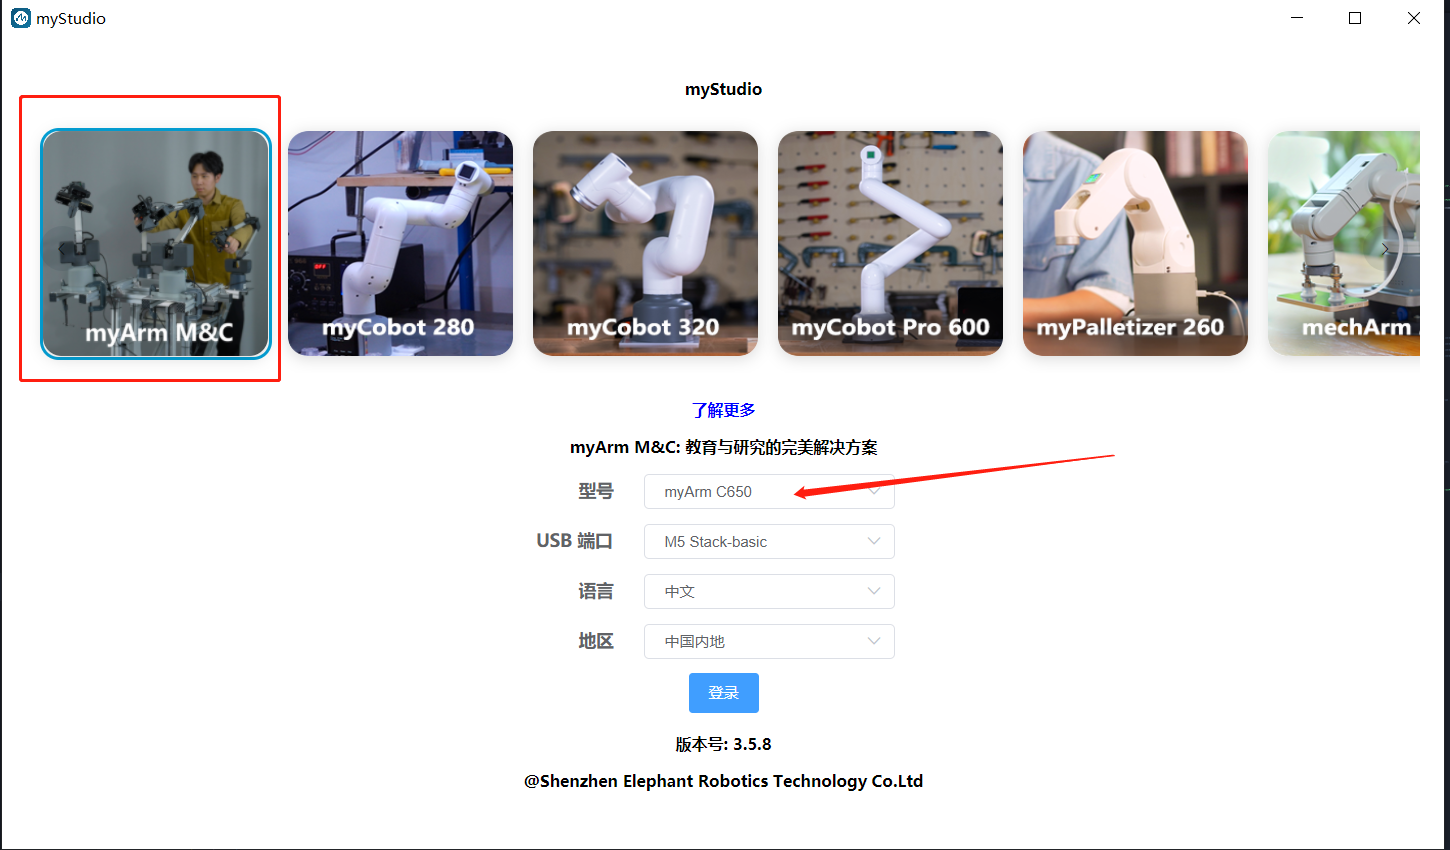 myStudio
myStudio
myArm M&C
myCobot 280
myCobot 320
myCobot Pro 600
myPalletizer 260
mechArm
了解更多
myArm M&C: 教育与研究的完美解决方案
型号
myArm C650
USB 端口
M5 Stack-basic
语言
中文
地区
中国内地
登录
版本号: 3.5.8
@Shenzhen Elephant Robotics Technology Co.Ltd